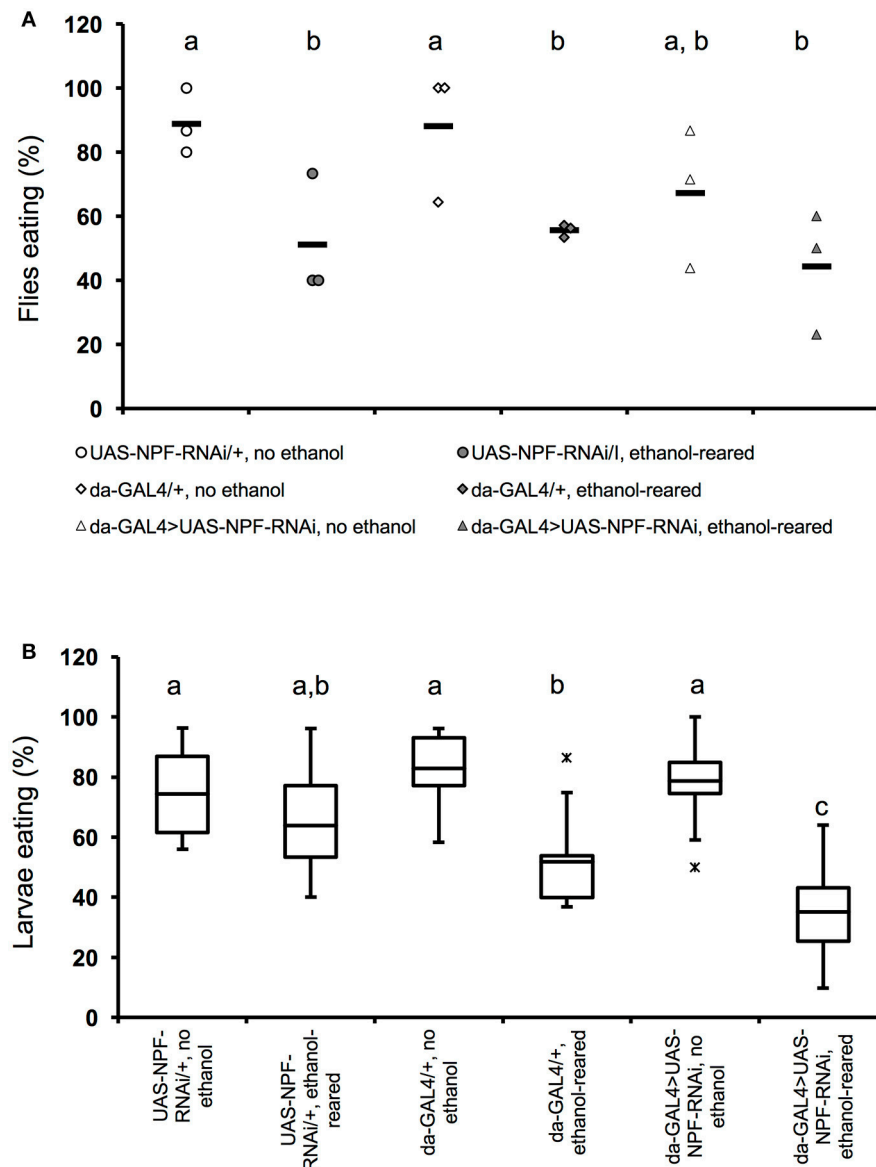 A
120
100
80
60
40
20
0
Flies eating (%)
a b a b a, b b
UAS-NPF-RNAi/+, no ethanol
UAS-NPF-RNAi/I, ethanol-reared
da-GAL4/+, no ethanol
da-GAL4/+, ethanol-reared
da-GAL4>UAS-NPF-RNAi, no ethanol
da-GAL4>UAS-NPF-RNAi, ethanol-reared
B
120
100
80
60
40
20
0
Larvae eating (%)
a a,b a b a c
UAS-NPF-
RNAi/+, no
ethanol
UAS-NPF-
RNAi/+, ethanol-
reared
da-GAL4/+, no
ethanol
da-GAL4/+,
ethanol-reared
da-GAL4>UAS-
NPF-RNAi, no
ethanol
da-GAL4>UAS-
NPF-RNAi,
ethanol-reared